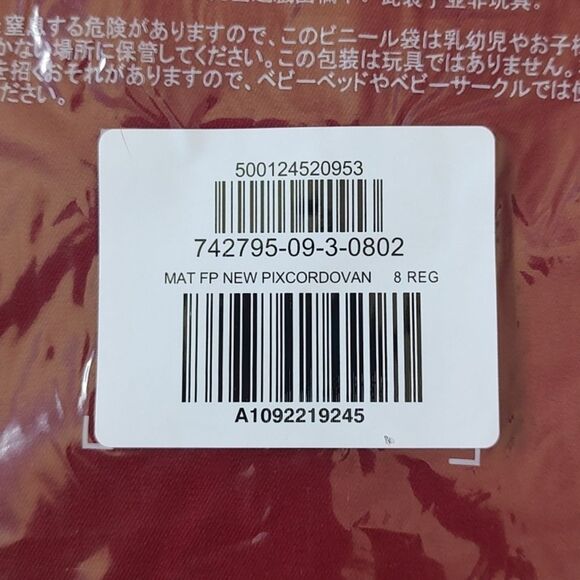 窒息する危険がありますので、このビニール袋は乳幼児やお子様
かない場所に保管してください。この包装は玩具ではありません。
を招くおそれがありますので、ベビーベッドやベビーサークルでは使
ださい。
500124520953
742795-09-3-0802
MAT FP NEW PIXCORDOVAN 8 REG
A1092219245